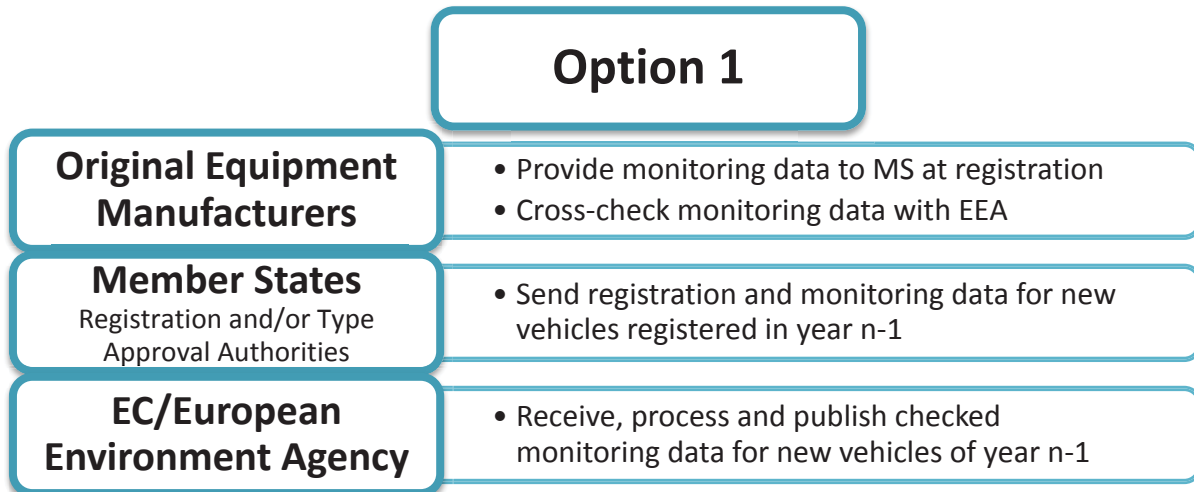 Option 1
Original Equipment
Manufacturers
• Provide monitoring data to MS at registration
• Cross-check monitoring data with EEA
Member States
Registration and/or Type
Approval Authorities
• Send registration and monitoring data for new
vehicles registered in year n-1
EC/European
Environment Agency
• Receive, process and publish checked
monitoring data for new vehicles of year n-1